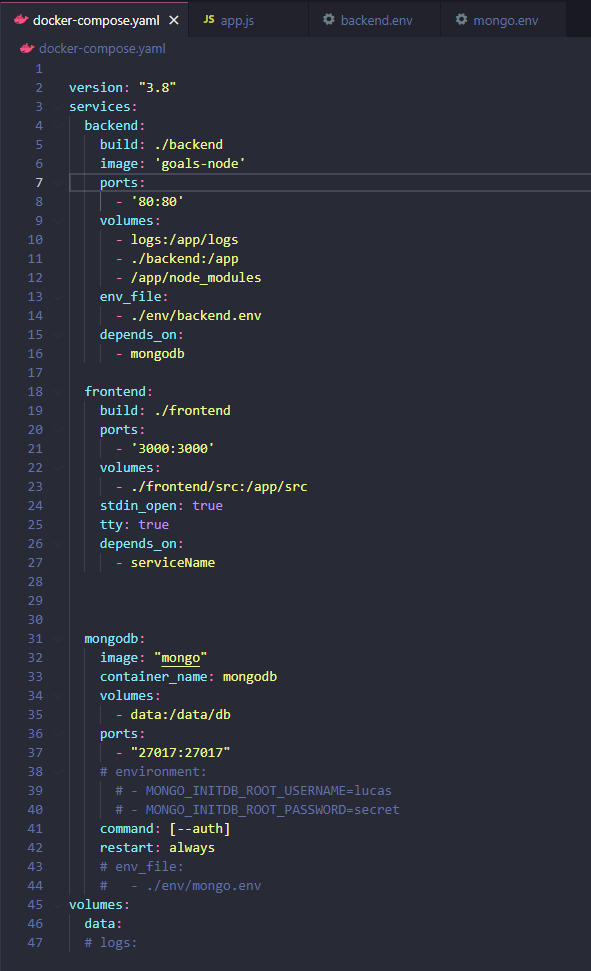 docker-compose.yaml × JS app.js backend.env mongo.env
docker-compose.yaml
1
2 version: "3.8"
3 services:
4   backend:
5     build: ./backend
6     image: 'goals-node'
7     ports:
8       - '80:80'
9     volumes:
10       - logs:/app/logs
11       - ./backend:/app
12       - /app/node_modules
13     env_file:
14       - ./env/backend.env
15     depends_on:
16       - mongodb
17
18   frontend:
19     build: ./frontend
20     ports:
21       - '3000:3000'
22     volumes:
23       - ./frontend/src:/app/src
24     stdin_open: true
25     tty: true
26     depends_on:
27       - serviceName
28
29
30
31   mongodb:
32     image: "mongo"
33     container_name: mongodb
34     volumes:
35       - data:/data/db
36     ports:
37       - "27017:27017"
38     # environment:
39       # - MONGO_INITDB_ROOT_USERNAME=lucas
40       # - MONGO_INITDB_ROOT_PASSWORD=secret
41     command: [--auth]
42     restart: always
43     # env_file:
44     #   - ./env/mongo.env
45 volumes:
46   data:
47   # logs: